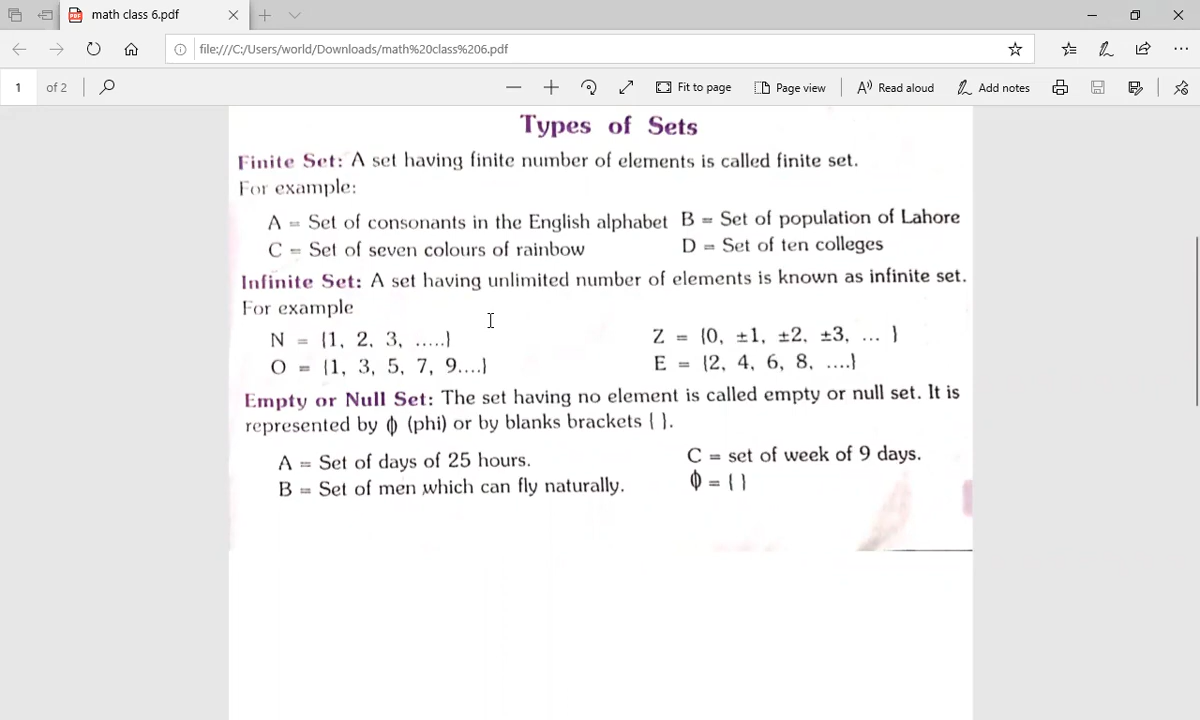 math class 6.pdf
file:///C:/Users/world/Downloads/math%20class%206.pdf
1 of 2 Fit to page Page view Read aloud Add notes
Types of Sets
Finite Set: A set having finite number of elements is called finite set.
For example:
A = Set of consonants in the English alphabet B = Set of population of Lahore
C = Set of seven colours of rainbow D = Set of ten colleges
Infinite Set: A set having unlimited number of elements is known as infinite set.
For example
N = {1, 2, 3, .....} Z = {0, ±1, ±2, ±3, ... }
O = {1, 3, 5, 7, 9....} E = {2, 4, 6, 8, ....}
Empty or Null Set: The set having no element is called empty or null set. It is
represented by ϕ (phi) or by blanks brackets { }.
A = Set of days of 25 hours. C = set of week of 9 days.
B = Set of men which can fly naturally. ϕ = { }